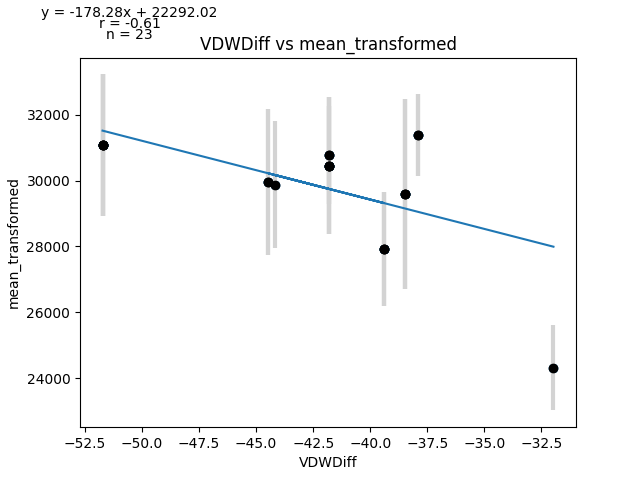 y = -178.28x + 22292.02
r = -0.61
n = 23
VDWDiff vs mean_transformed
mean_transformed
32000
30000
28000
26000
24000
−52.5 −50.0 −47.5 −45.0 −42.5 −40.0 −37.5 −35.0 −32.5
VDWDiff